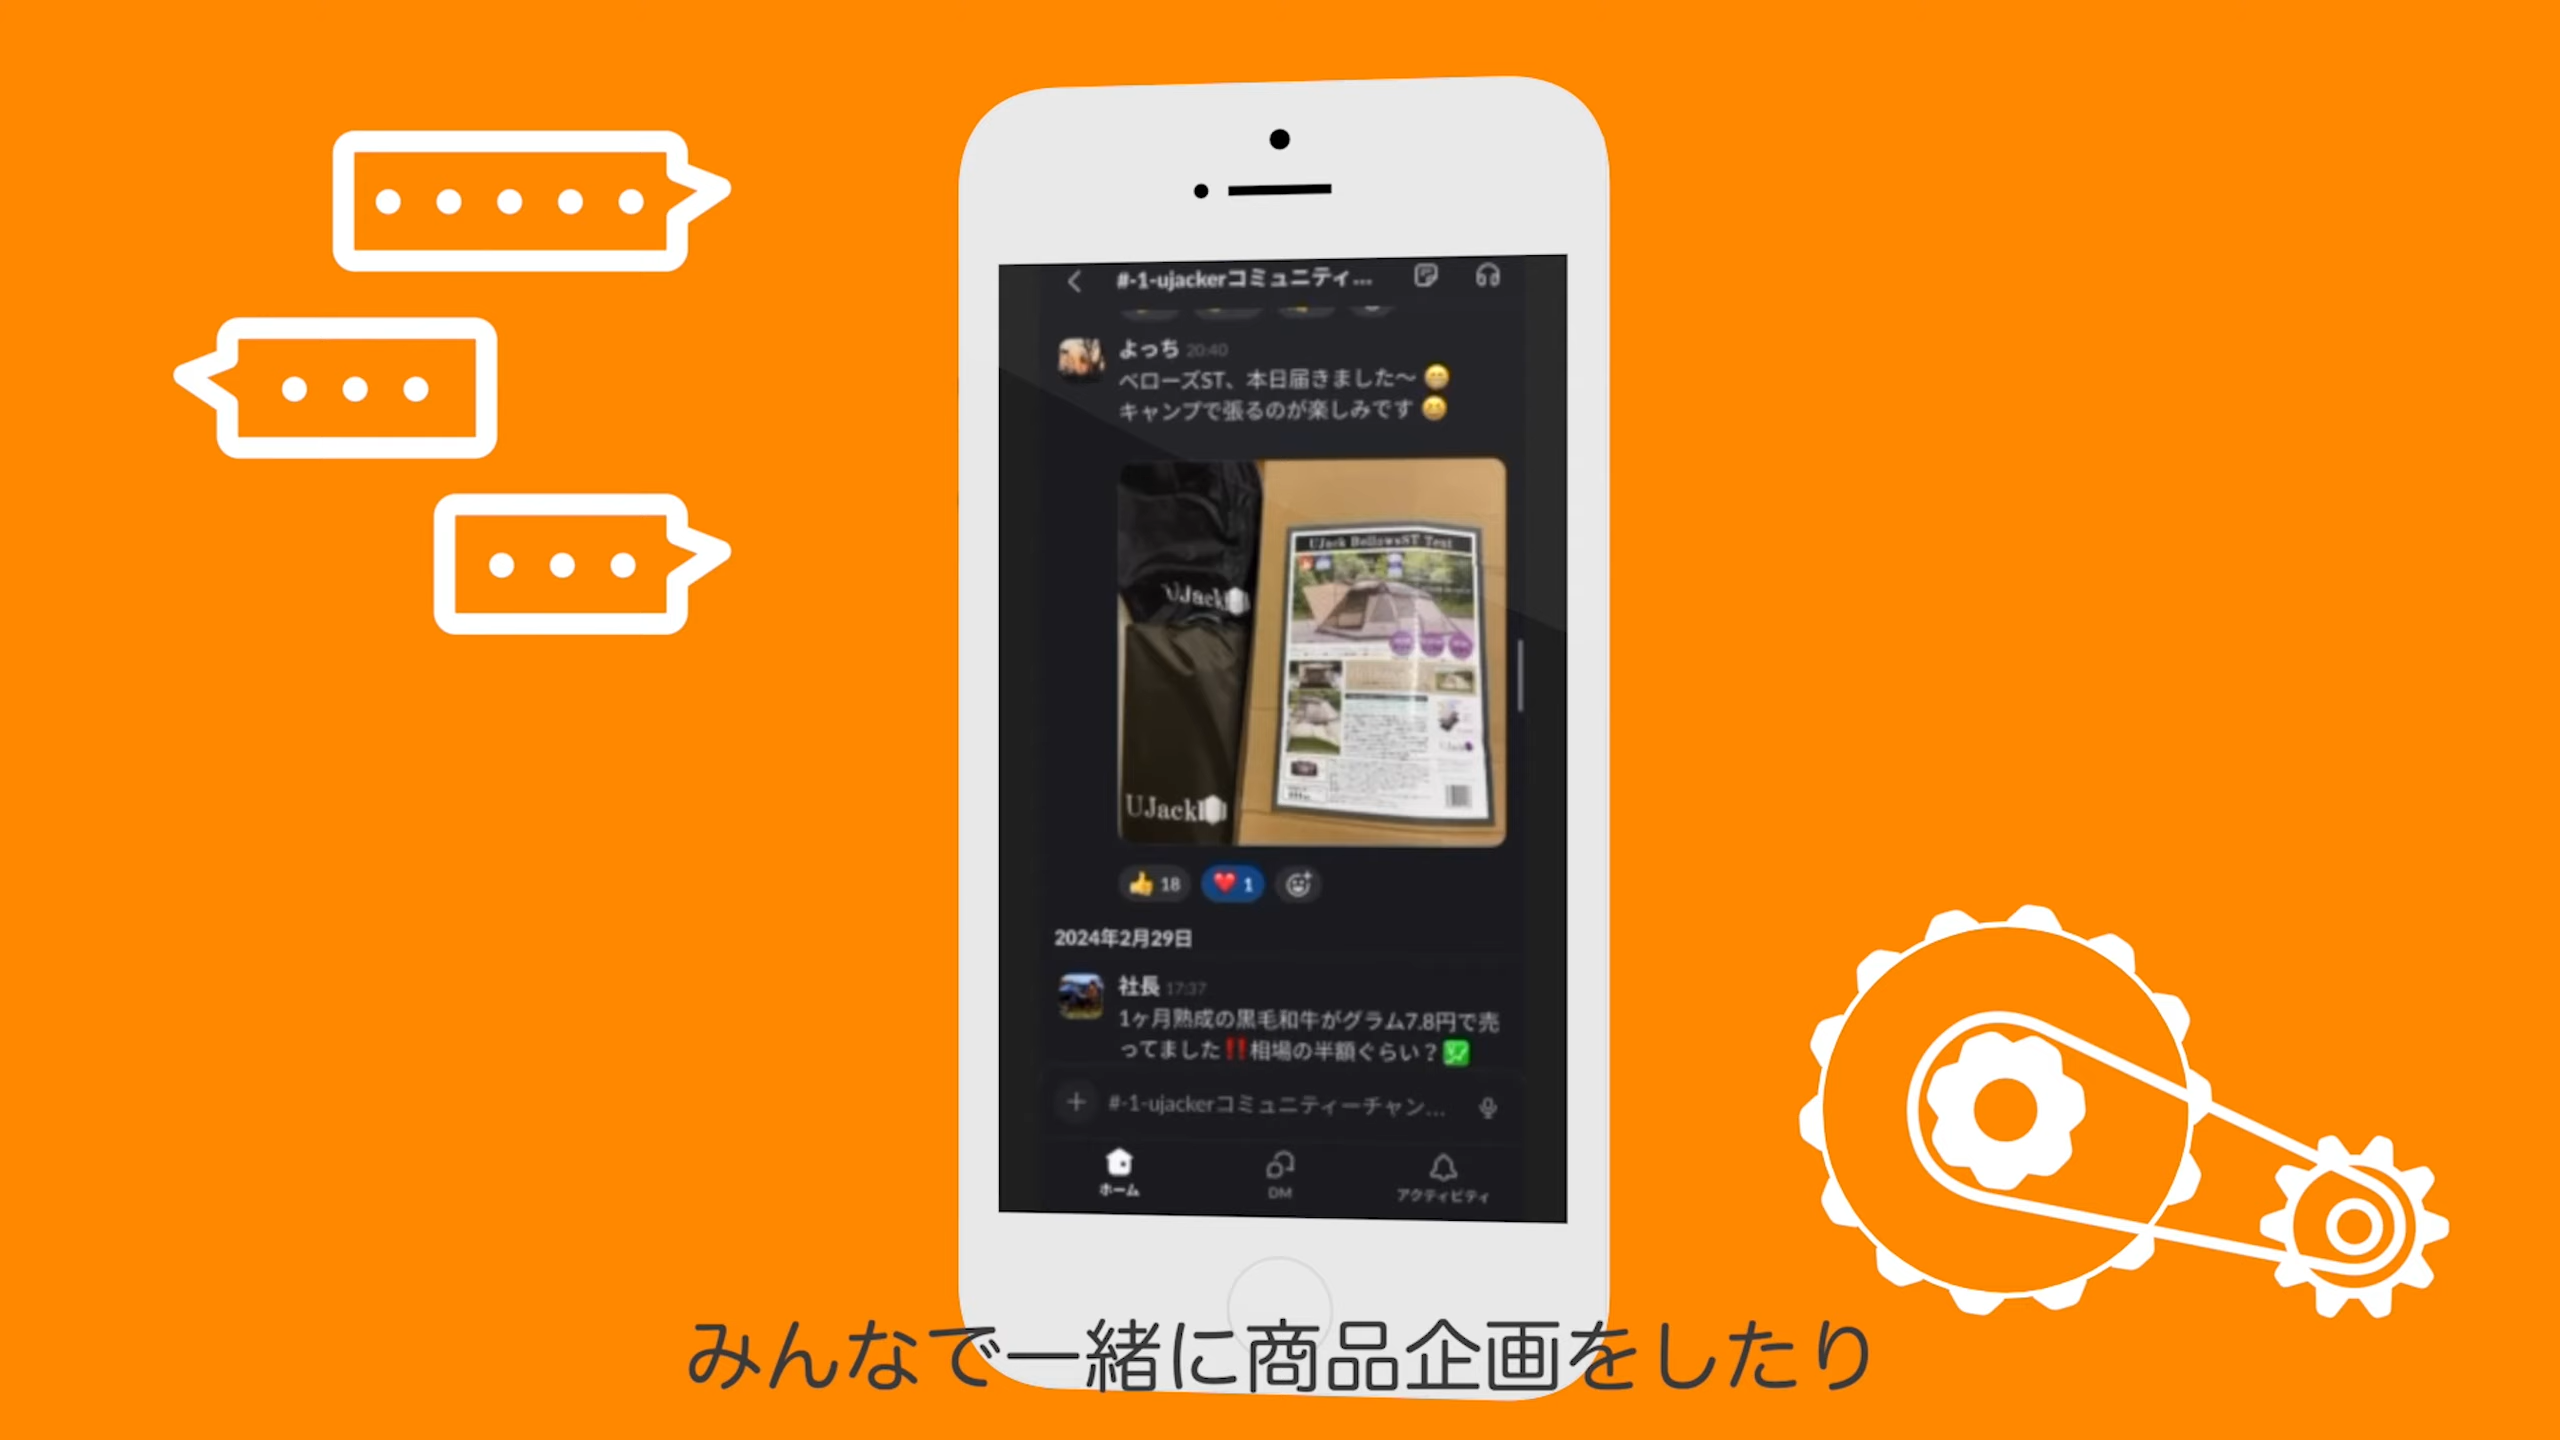 #-1-ujackerコミュニティ...
よっち 20:40
ベローズST、本日届きました〜😁
キャンプで張るのが楽しみです😆
UJack BellowsST Tent
UJack
UJack
👍 18 ❤️ 1
2024年2月29日
社長 17:37
1ヶ月熟成の黒毛和牛がグラム7.8円で売
ってました‼️相場の半額ぐらい？💹
#-1-ujackerコミュニティーチャン...
ホーム
DM
アクティビティ
みんなで一緒に商品企画をしたり